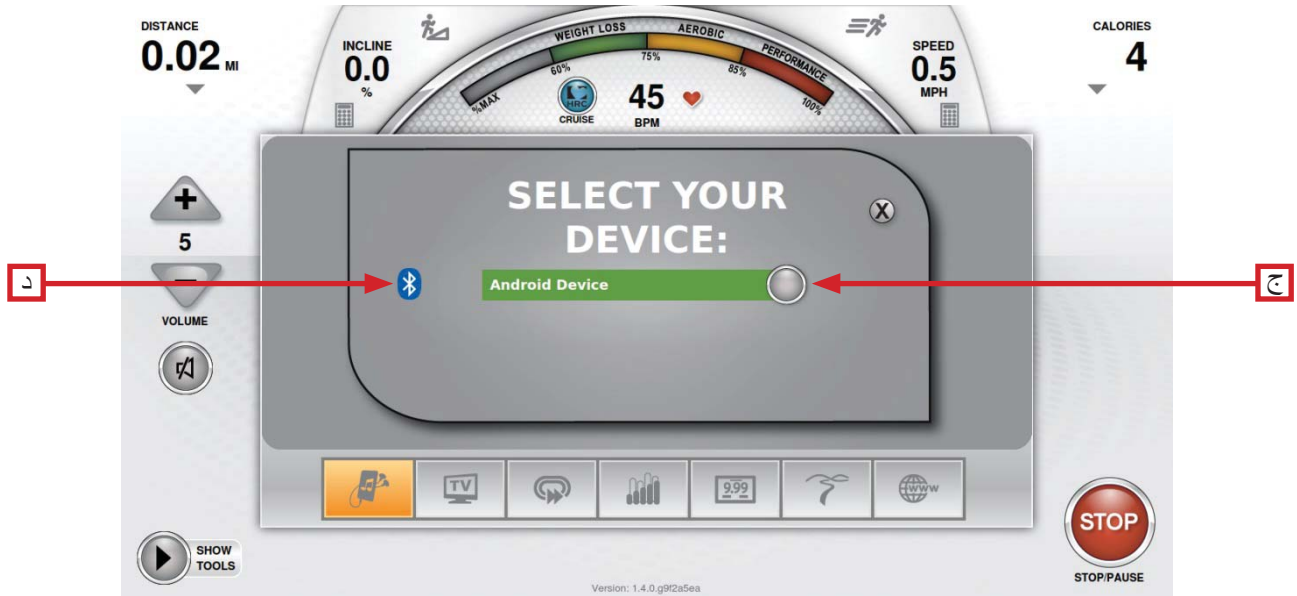 DISTANCE
0.02 MI
INCLINE
0.0
%
WEIGHT LOSS
AEROBIC
PERFORMANCE
%MAX
60%
75%
85%
100%
HRC
CRUISE
45
BPM
SPEED
0.5
MPH
CALORIES
4
+
5
−
VOLUME
SELECT YOUR
DEVICE:
X
Android Device
د
ج
TV
9.99
www
SHOW
TOOLS
STOP
STOP/PAUSE
Version: 1.4.0.g9f2a5ea